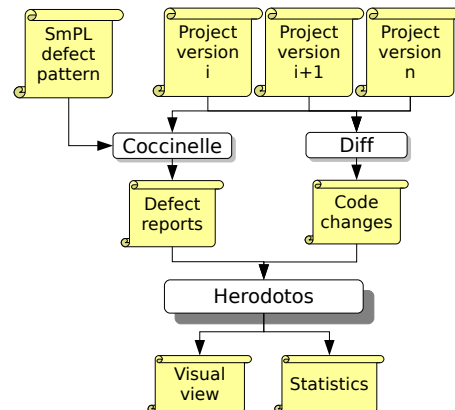 SmPL
defect
pattern
Project
version
i
Project
version
i+1
Project
version
n
Coccinelle
Diff
Defect
reports
Code
changes
Herodotos
Visual
view
Statistics